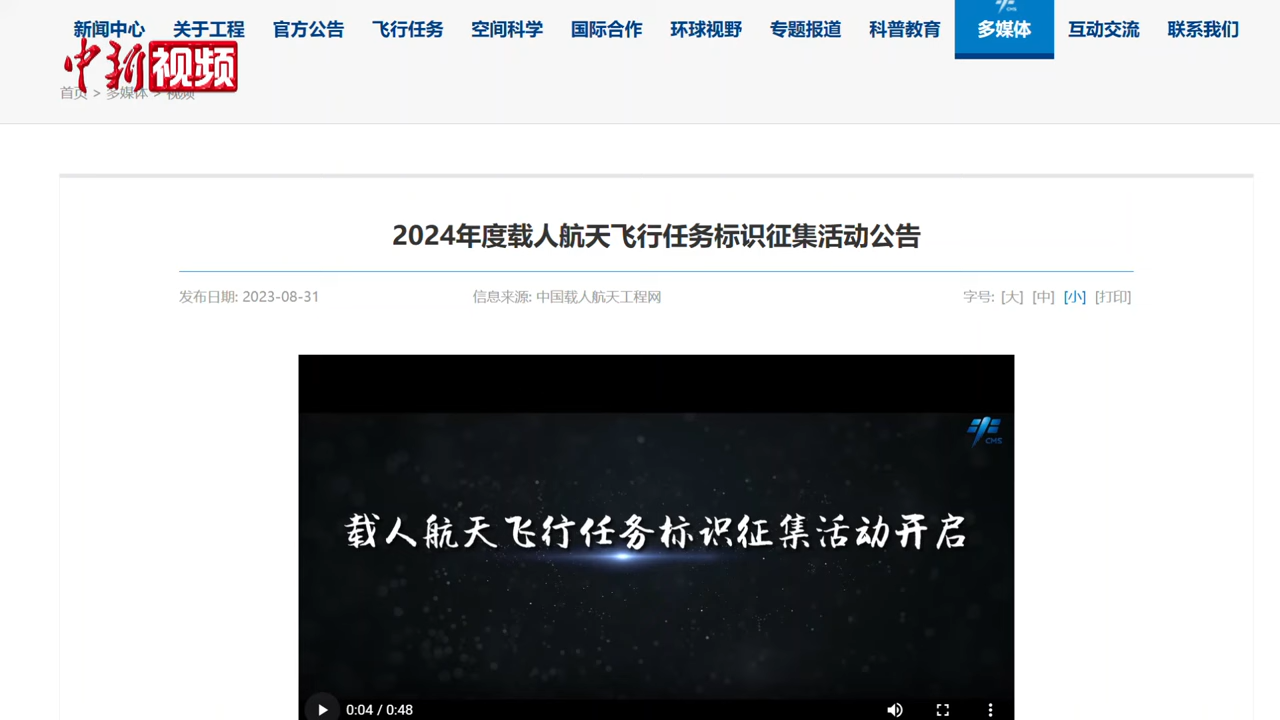 新闻中心 关于工程 官方公告 飞行任务 空间科学 国际合作 环球视野 专题报道 科普教育 多媒体 互动交流 联系我们
中新视频
首页 > 多媒体 > 视频
2024年度载人航天飞行任务标识征集活动公告
发布日期: 2023-08-31 信息来源: 中国载人航天工程网 字号: [大] [中] [小] [打印]
CMS
载人航天飞行任务标识征集活动开启
0:04 / 0:48